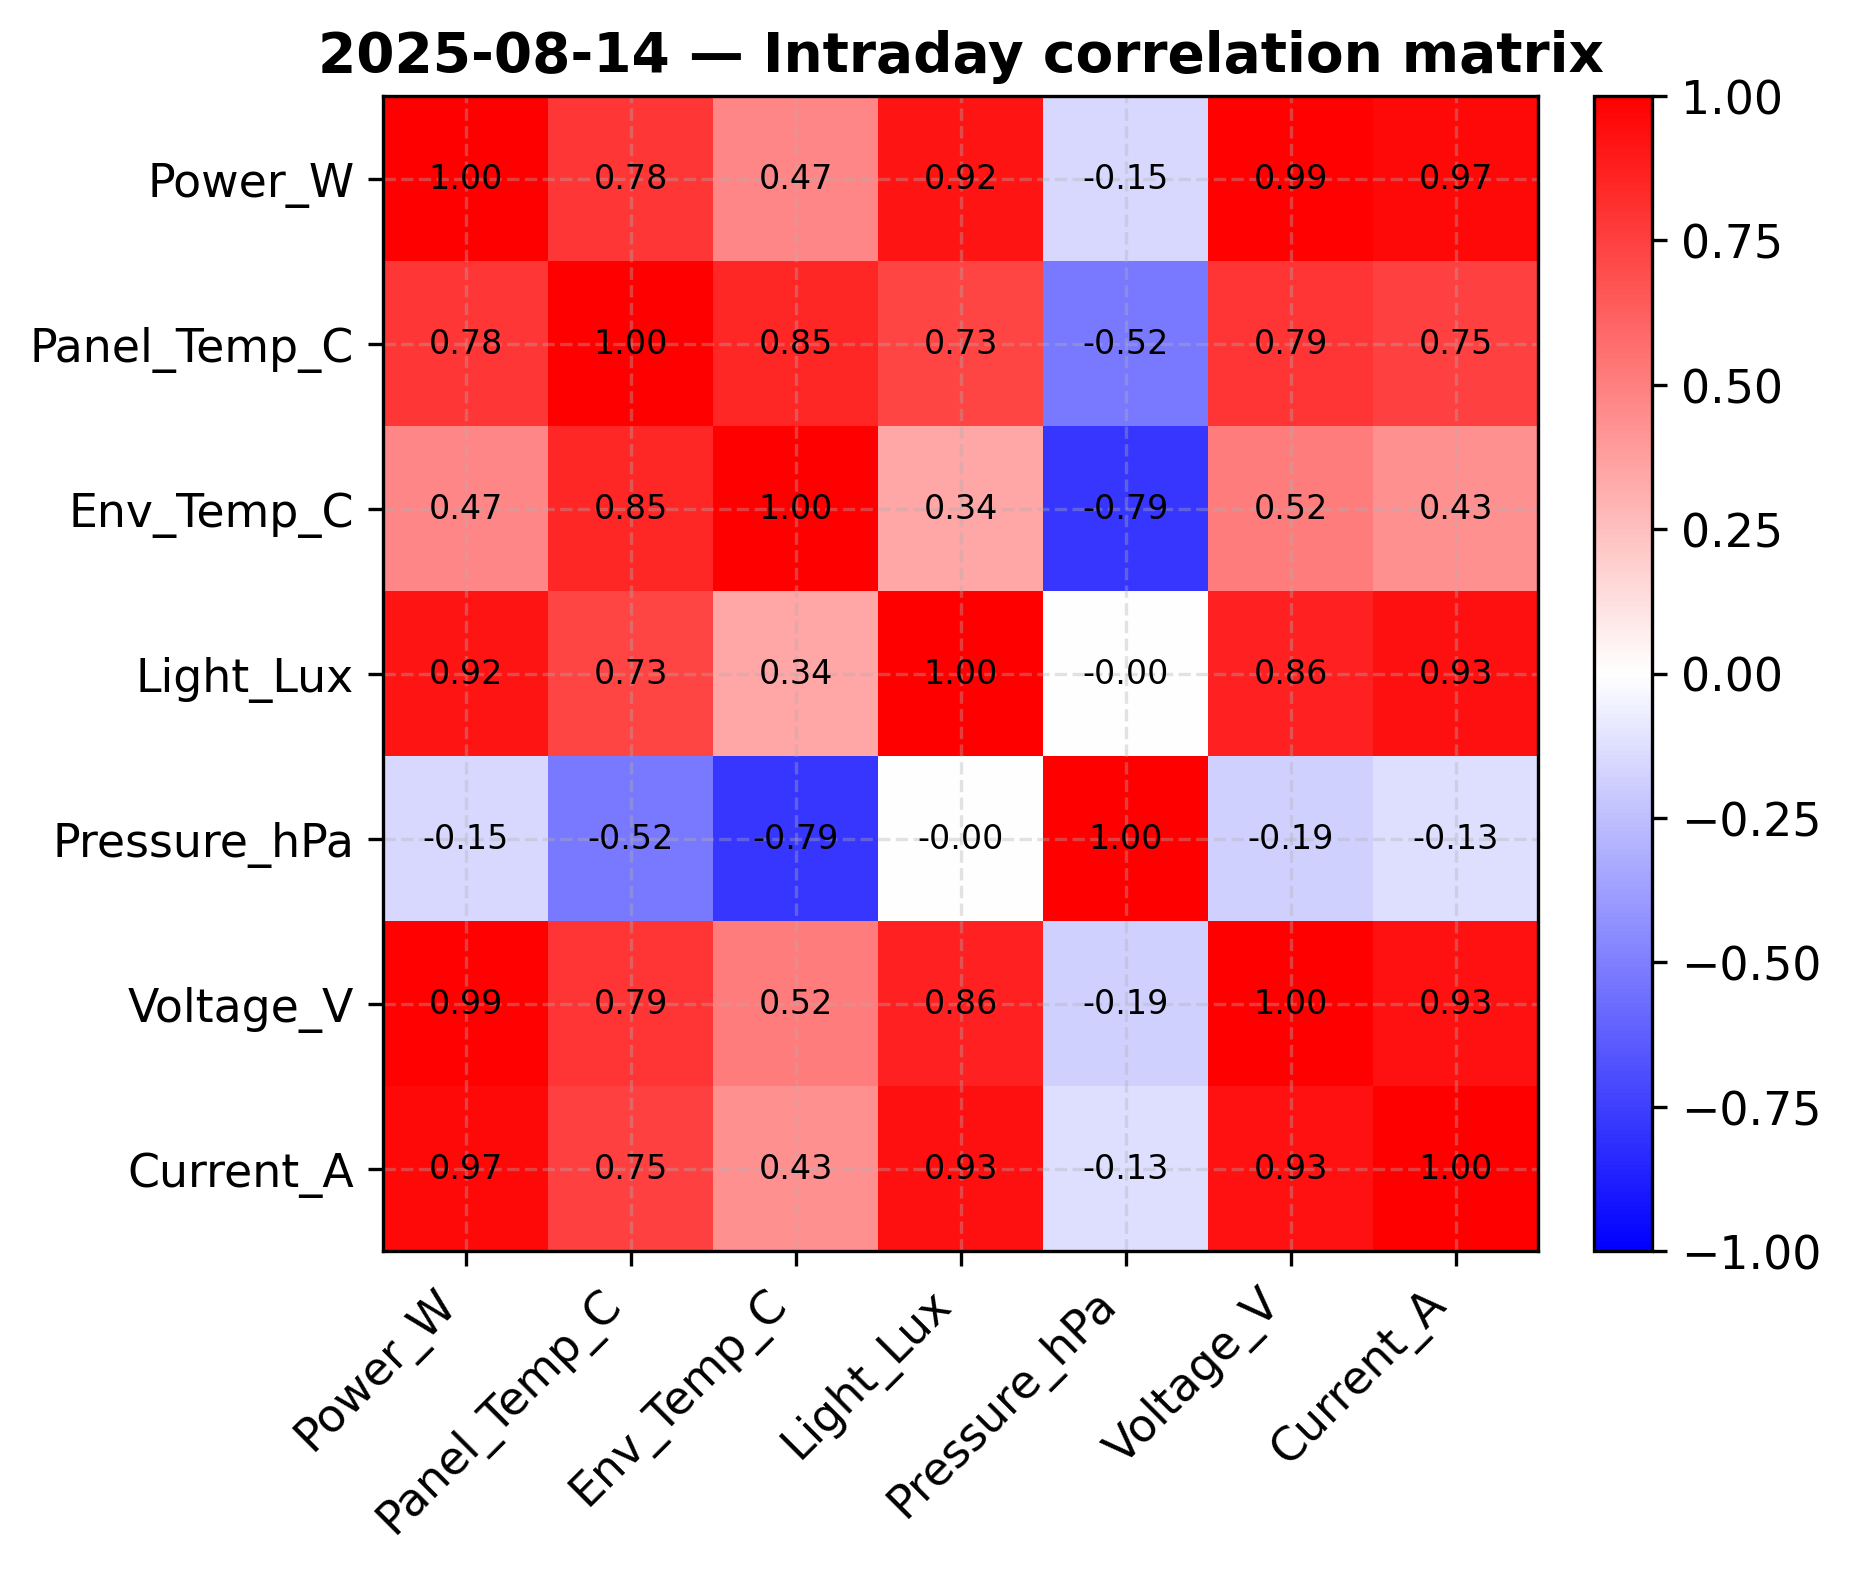 2025-08-14 — Intraday correlation matrix
Power_W 1.00 0.78 0.47 0.92 -0.15 0.99 0.97
Panel_Temp_C 0.78 1.00 0.85 0.73 -0.52 0.79 0.75
Env_Temp_C 0.47 0.85 1.00 0.34 -0.79 0.52 0.43
Light_Lux 0.92 0.73 0.34 1.00 -0.00 0.86 0.93
Pressure_hPa -0.15 -0.52 -0.79 -0.00 1.00 -0.19 -0.13
Voltage_V 0.99 0.79 0.52 0.86 -0.19 1.00 0.93
Current_A 0.97 0.75 0.43 0.93 -0.13 0.93 1.00
Power_W
Panel_Temp_C
Env_Temp_C
Light_Lux
Pressure_hPa
Voltage_V
Current_A
1.00
0.75
0.50
0.25
0.00
−0.25
−0.50
−0.75
−1.00